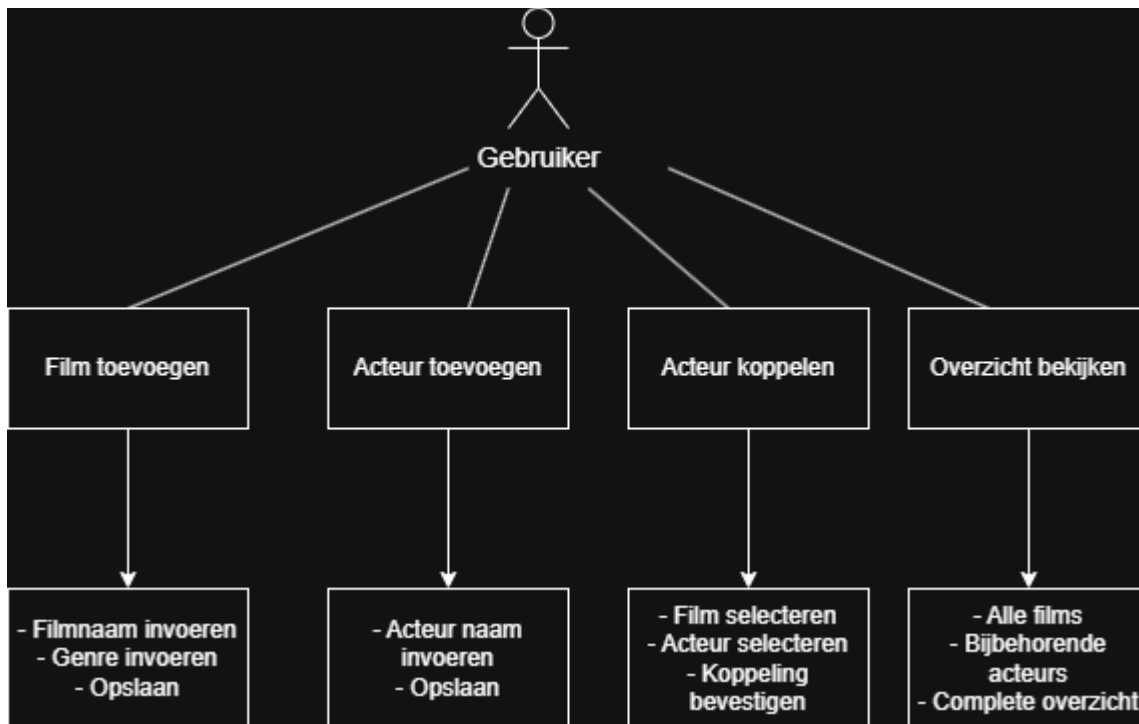 Gebruiker
Film toevoegen
Acteur toevoegen
Acteur koppelen
Overzicht bekijken
- Filmnaam invoeren
- Genre invoeren
- Opslaan
- Acteur naam
invoeren
- Opslaan
- Film selecteren
- Acteur selecteren
- Koppeling
bevestigen
- Alle films
- Bijbehorende
acteurs
- Complete overzicht